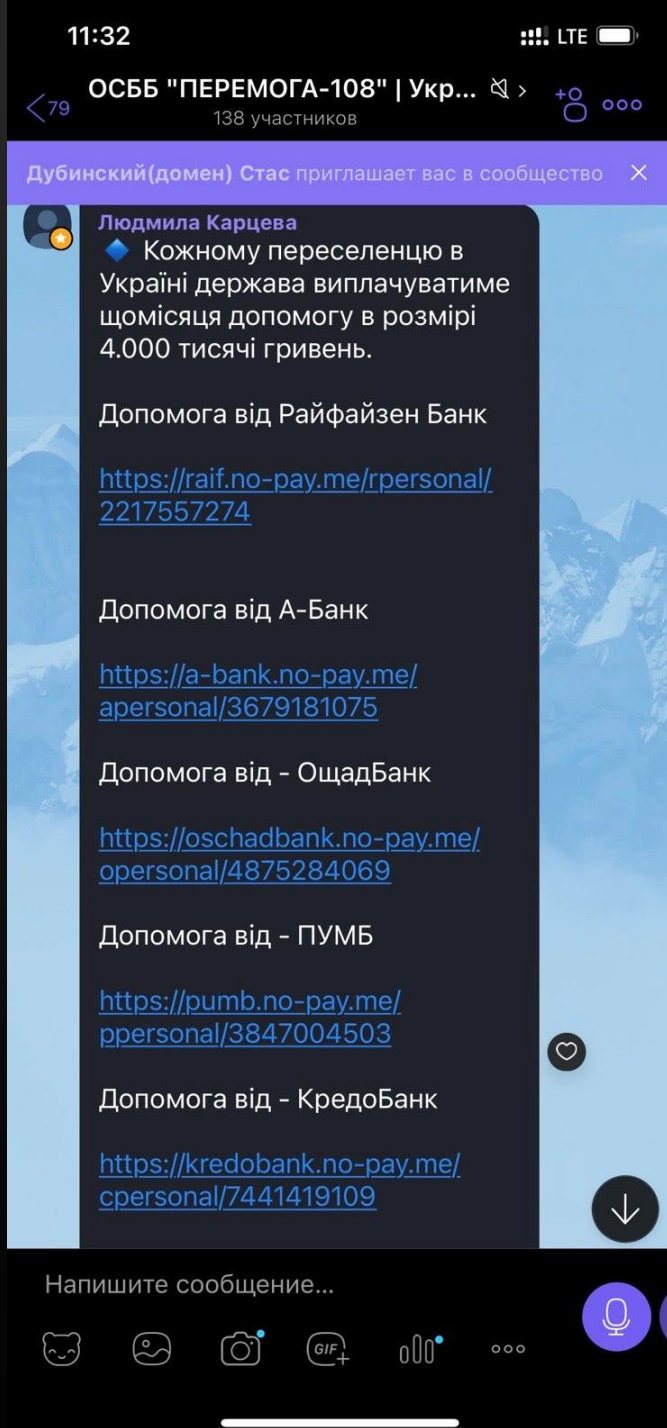 11:32
LTE
79
ОСББ "ПЕРЕМОГА-108" | Укр...
138 участников
Дубинский(домен) Стас приглашает вас в сообщество
Людмила Карцева
Кожному переселенцю в
Україні держава виплачуватиме
щомісяця допомогу в розмірі
4.000 тисячі гривень.
Допомога від Райфайзен Банк
https://raif.no-pay.me/rpersonal/
2217557274
Допомога від А-Банк
https://a-bank.no-pay.me/
apersonal/3679181075
Допомога від - ОщадБанк
https://oschadbank.no-pay.me/
opersonal/4875284069
Допомога від - ПУМБ
https://pumb.no-pay.me/
ppersonal/3847004503
Допомога від - КредоБанк
https://kredobank.no-pay.me/
cpersonal/7441419109
Напишите сообщение...
GIF